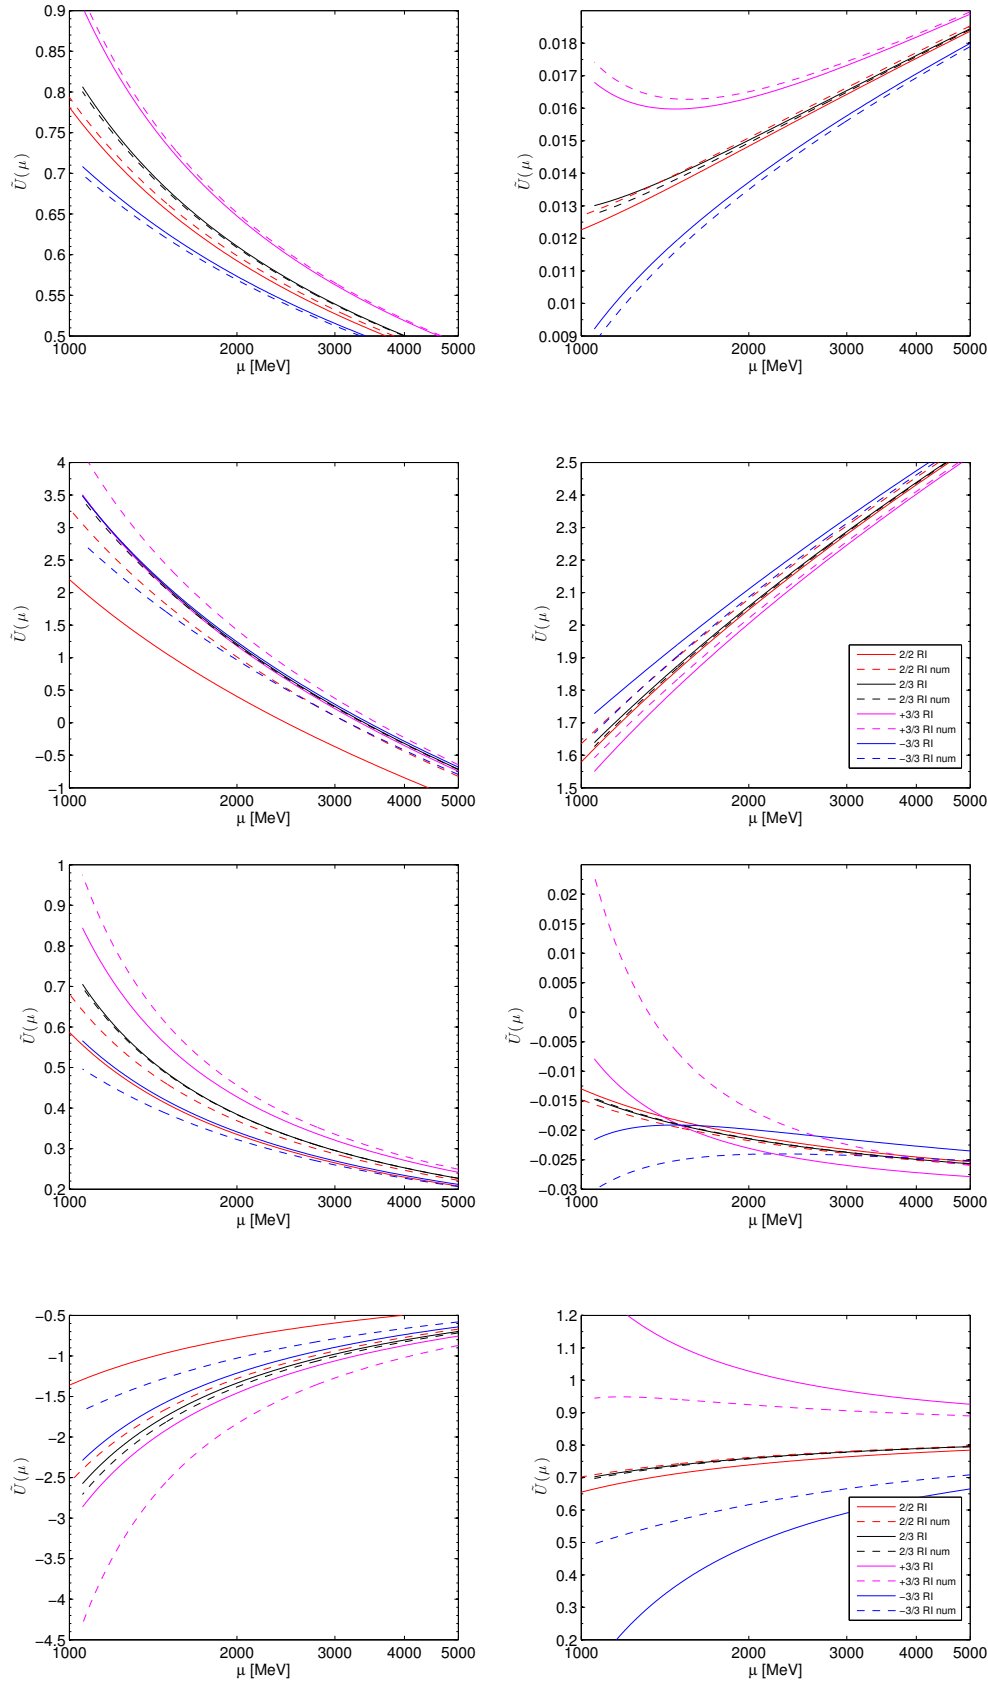 0.9
0.85
0.8
0.75
0.7
0.65
0.6
0.55
0.5
1000 2000 3000 4000 5000
μ [MeV]
Ũ(μ)
0.018
0.017
0.016
0.015
0.014
0.013
0.012
0.011
0.01
0.009
1000 2000 3000 4000 5000
μ [MeV]
Ũ(μ)
4
3.5
3
2.5
2
1.5
1
0.5
0
−0.5
−1
1000 2000 3000 4000 5000
μ [MeV]
Ũ(μ)
2.5
2.4
2.3
2.2
2.1
2
1.9
1.8
1.7
1.6
1.5
1000 2000 3000 4000 5000
μ [MeV]
Ũ(μ)
2/2 RI
2/2 RI num
2/3 RI
2/3 RI num
+3/3 RI
+3/3 RI num
−3/3 RI
−3/3 RI num
1
0.9
0.8
0.7
0.6
0.5
0.4
0.3
0.2
1000 2000 3000 4000 5000
μ [MeV]
Ũ(μ)
0.02
0.015
0.01
0.005
0
−0.005
−0.01
−0.015
−0.02
−0.025
−0.03
1000 2000 3000 4000 5000
μ [MeV]
Ũ(μ)
−0.5
−1
−1.5
−2
−2.5
−3
−3.5
−4
−4.5
1000 2000 3000 4000 5000
μ [MeV]
Ũ(μ)
1.2
1.1
1
0.9
0.8
0.7
0.6
0.5
0.4
0.3
0.2
1000 2000 3000 4000 5000
μ [MeV]
Ũ(μ)
2/2 RI
2/2 RI num
2/3 RI
2/3 RI num
+3/3 RI
+3/3 RI num
−3/3 RI
−3/3 RI num